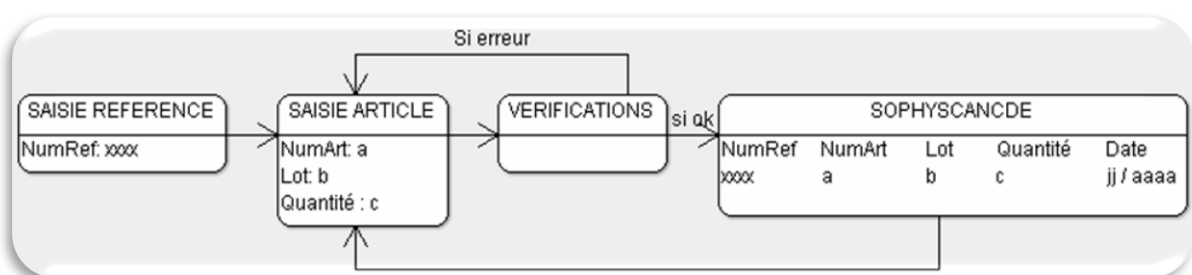 Si erreur
SAISIE REFERENCE
NumRef: xxxx
SAISIE ARTICLE
NumArt: a
Lot: b
Quantité : c
VERIFICATIONS
si ok
SOPHYSCANCDE
NumRef NumArt Lot Quantité Date
xxxx a b c jj / aaaa